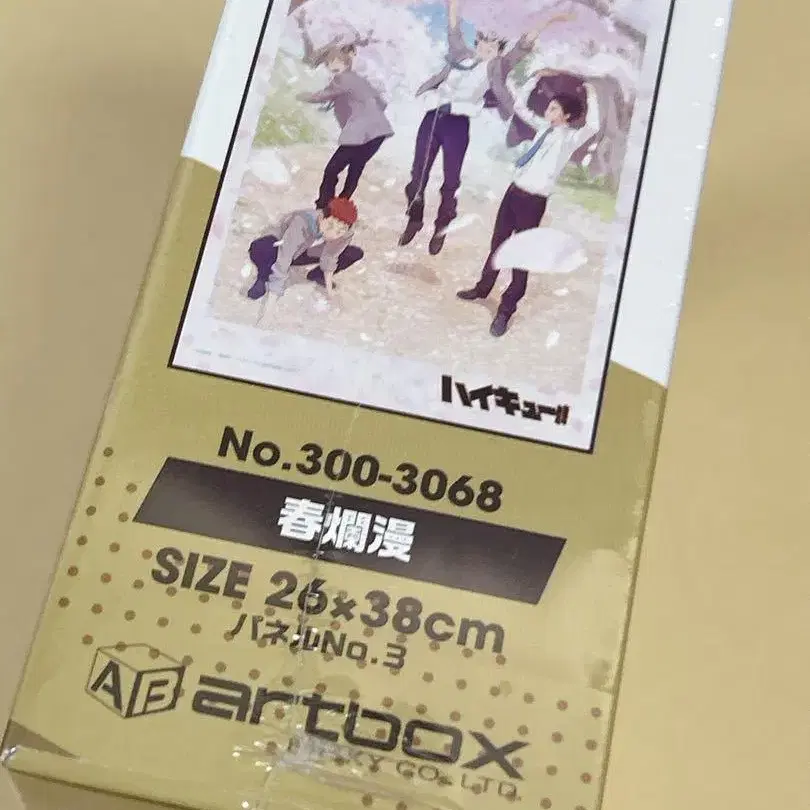 ハイキュー!!
No.300-3068
春爛漫
SIZE 26×38cm
パネルNo.3
AB artbox
CO. LTD.